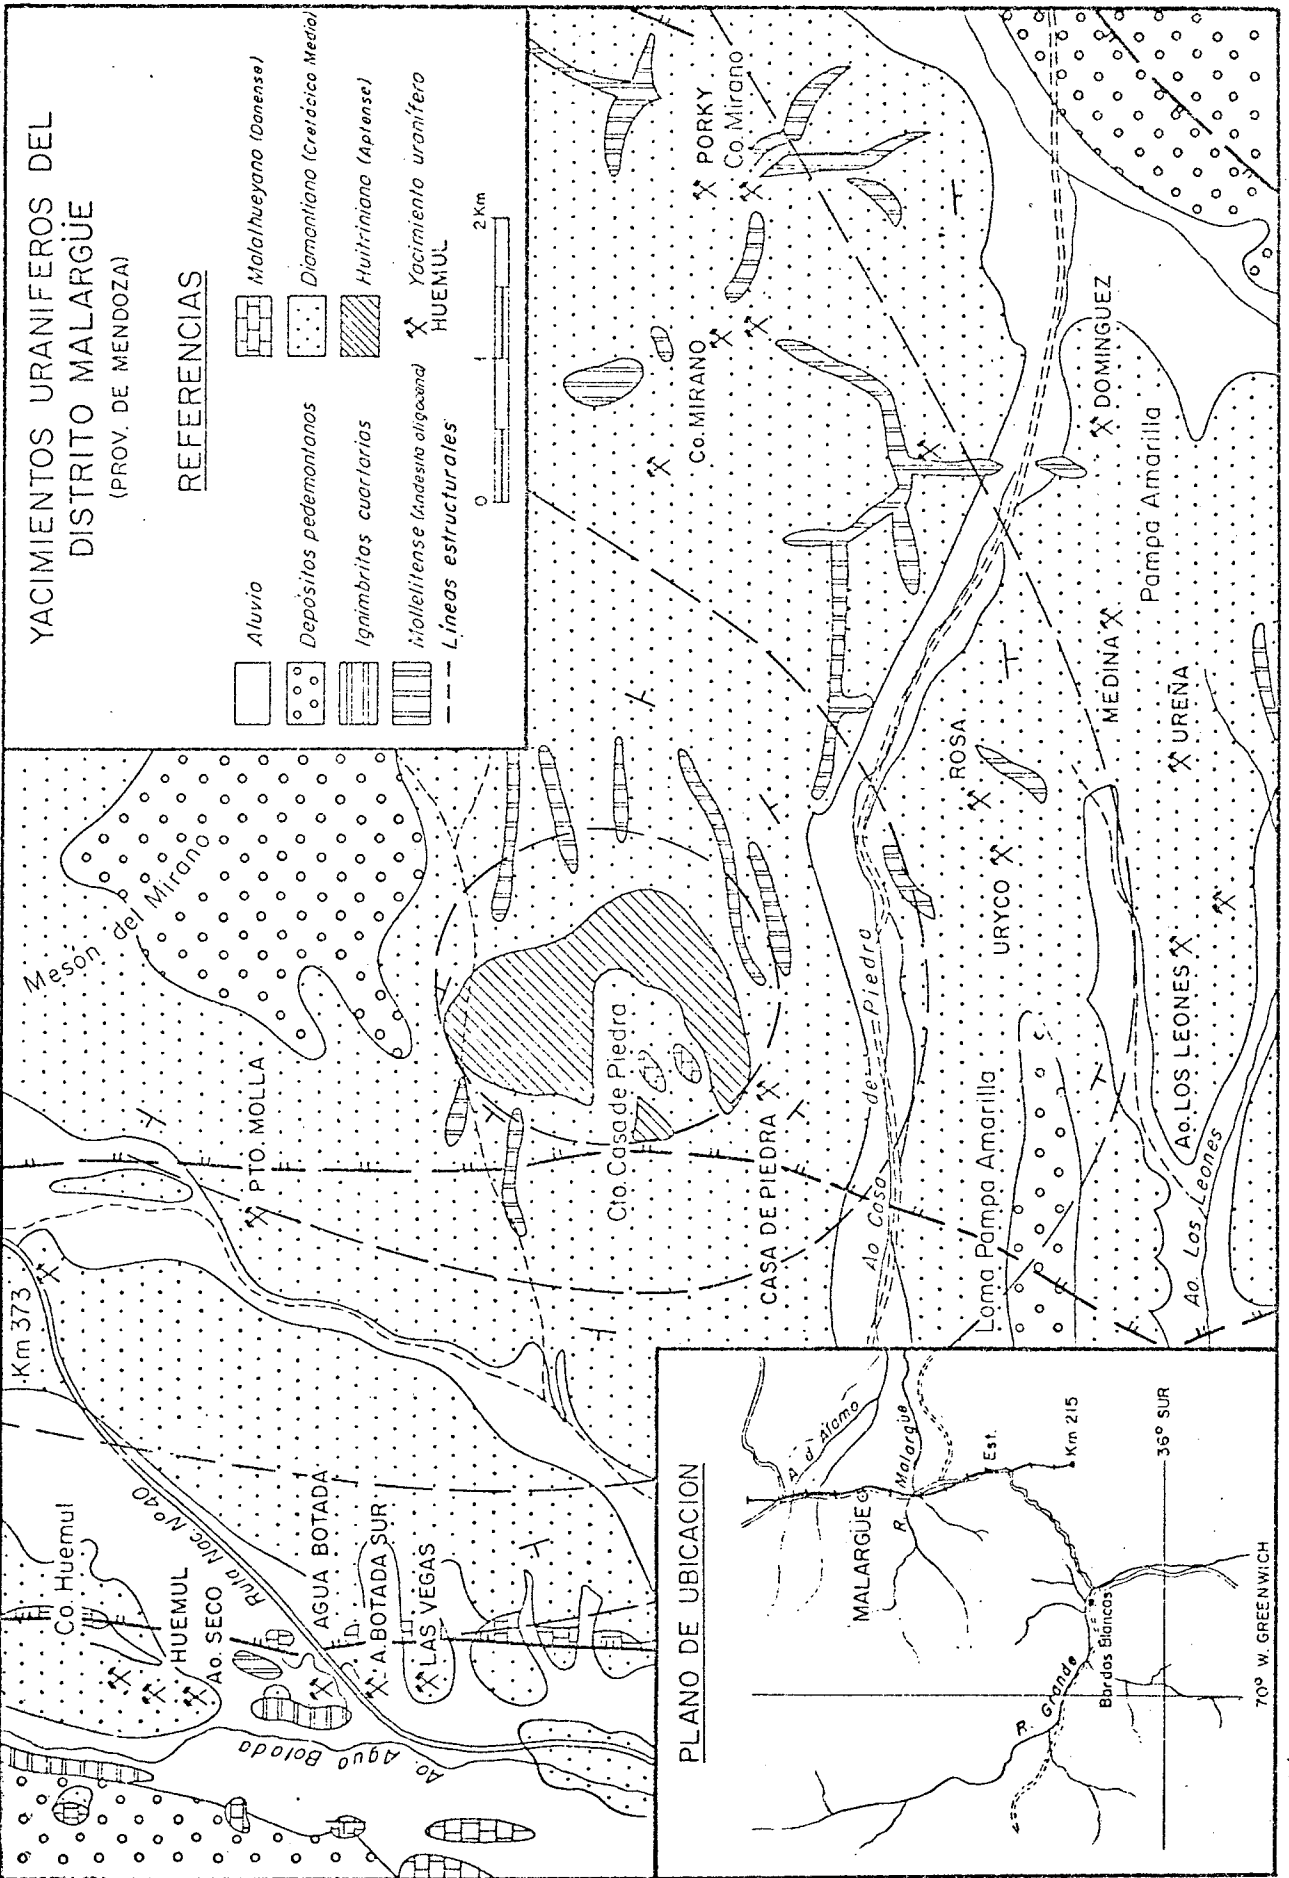 YACIMIENTOS URANIFEROS DEL
DISTRITO MALARGÜE
(PROV. DE MENDOZA)
REFERENCIAS
Aluvio
Depositos pedemontanos
Ignimbritas cuartarias
Mollelitense (Andesita oligocena)
Líneas estructurales
Malalhueyano (Danense)
Diamantiano (Cretácico Medio)
Huitriniano (Aptense)
Yacimiento uranífero
HUEMUL
0 1 2 Km
Mesón del Mirano
Km 373
PTO. MOLLA
Co. Huemul
HUEMUL
Ao. SECO
Ruta Nac. Nº 40
AGUA BOTADA
A. BOTADA SUR
LAS VEGAS
Ao. Agua Botada
Cto. Casa de Piedra
CASA DE PIEDRA
Ao Casa de Piedra
PORKY
Co. Mirano
Co. MIRANO
DOMINGUEZ
Pampa Amarilla
MEDINA
UREÑA
ROSA
URYCO
Ao. LOS LEONES
Loma Pampa Amarilla
Ao. Los Leones
PLANO DE UBICACION
A º Alamo
MALARGÜE
R. Malargüe
Est.
Km 215
R. Grande
Bardas Blancas
36° SUR
70° W. GREENWICH